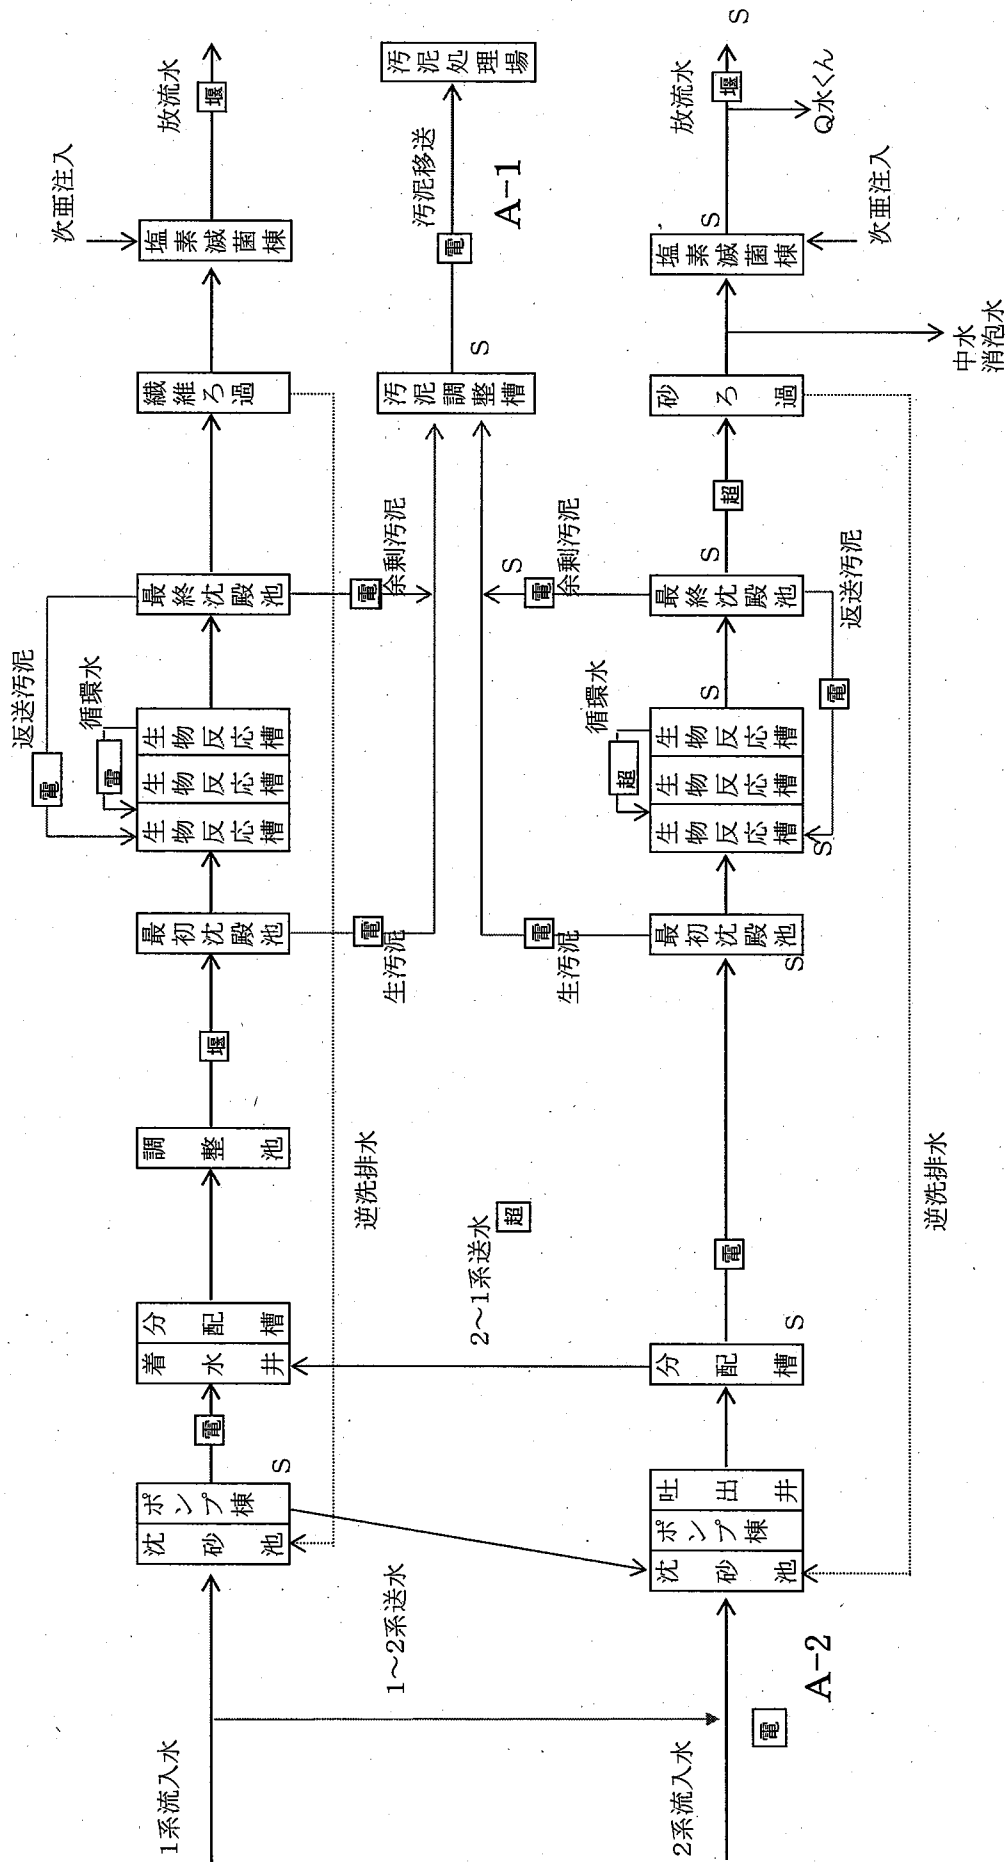 1系流入水
沈砂池
ポンプ棟
S
電
着水井
分配槽
調整池
堰
最初沈殿池
生物反応槽
生物反応槽
生物反応槽
電
返送汚泥
雷
循環水
最終沈殿池
繊維ろ過
塩素滅菌棟
次亜注入
堰
放流水
逆洗排水
1～2系送水
2～1系送水
超
電
生汚泥
電
余剰汚泥
電
生汚泥
電
余剰汚泥
S
汚泥調整槽
S
電
汚泥移送
汚泥処理場
A-1
2系流入水
電
A-2
沈砂池
ポンプ棟
吐出井
分配槽
S
電
最初沈殿池
S
生物反応槽
生物反応槽
生物反応槽
S
超
循環水
S
電
返送汚泥
最終沈殿池
S
超
砂ろ過
中水
消泡水
塩素滅菌棟
S
次亜注入
Q水くん
堰
放流水
S
逆洗排水